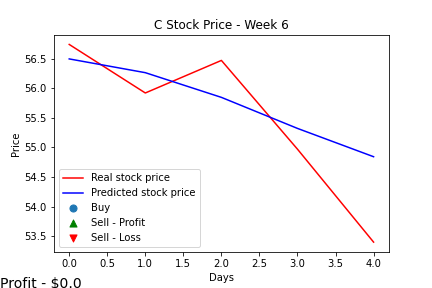 C Stock Price - Week 6
Price
56.5
56.0
55.5
55.0
54.5
54.0
53.5
Real stock price
Predicted stock price
Buy
Sell - Profit
Sell - Loss
0.0 0.5 1.0 1.5 2.0 2.5 3.0 3.5 4.0
Days
Profit - $0.0